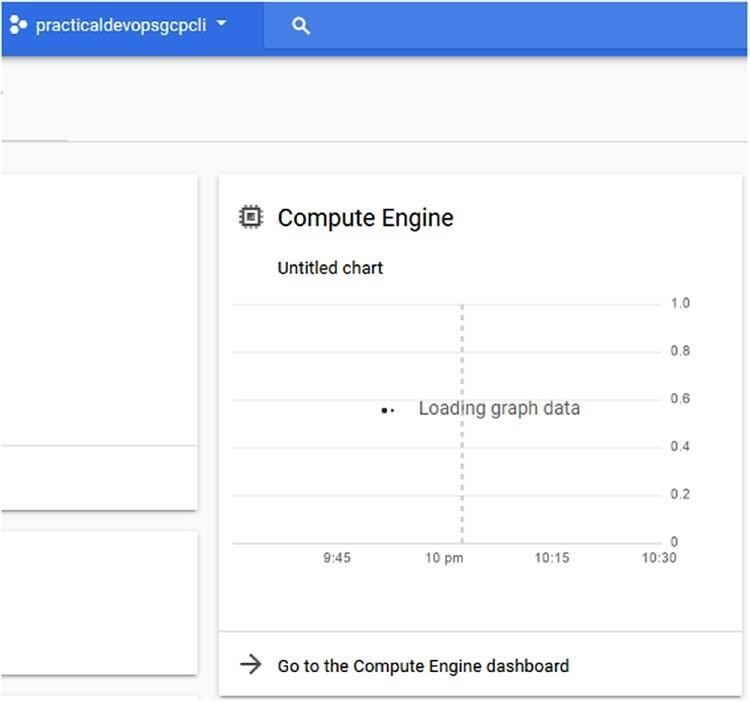 practicaldevopsgcpcli
Compute Engine
Untitled chart
1.0
0.8
Loading graph data 0.6
0.4
0.2
0
9:45 10 pm 10:15 10:30
Go to the Compute Engine dashboard